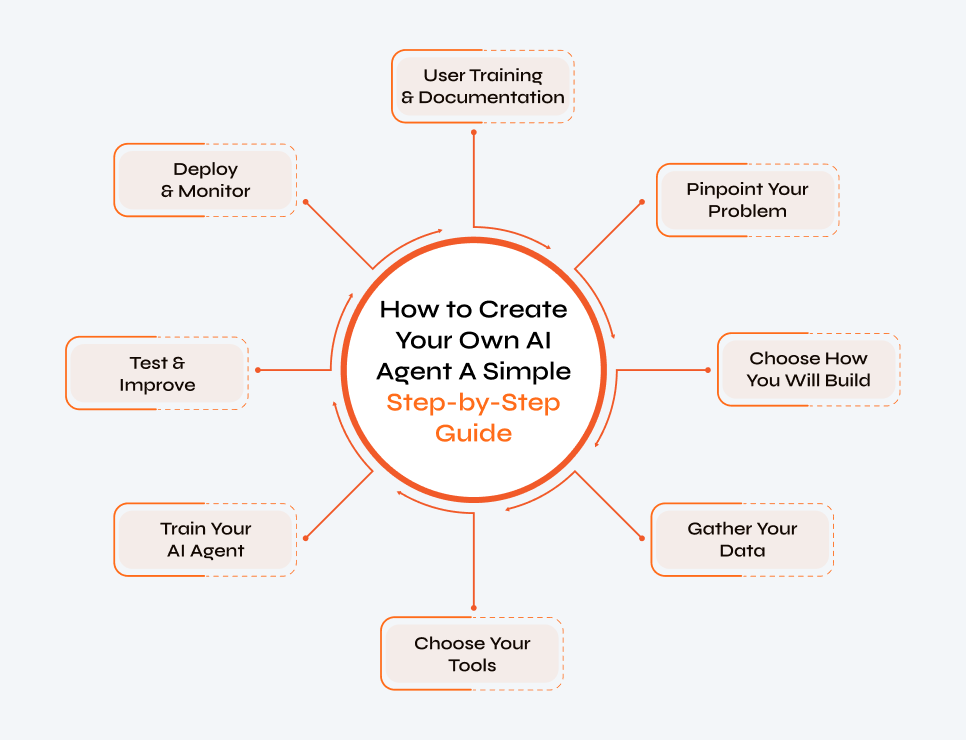 User Training
& Documentation
Deploy
& Monitor
Pinpoint Your
Problem
How to Create
Your Own AI
Agent A Simple
Step-by-Step
Guide
Test &
Improve
Choose How
You Will Build
Train Your
AI Agent
Gather Your
Data
Choose Your
Tools